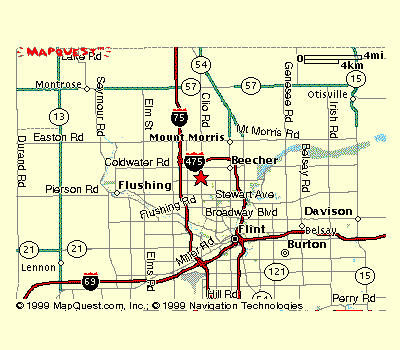 MAPQUEST
Lake Rd
4mi
4km
54
53
57
57
15
Montrose
Otisville
Seymour Rd
Elm St
Clio Rd
Genesee Rd
Irish Rd
13
75
Mt Morris Rd
Easton Rd
Mount Morris
Durand Rd
Coldwater Rd
475
Beecher
Belsay Rd
Pierson Rd
Flushing
Stewart Ave
Flushing Rd
Broadway Blvd
Davison
Flint
Belsay
Miller Rd
Burton
21
21
Lennon
Elms Rd
121
15
69
Hill Rd
54
Perry Rd
© 1999 MapQuest.com, Inc.; © 1999 Navigation Technologies